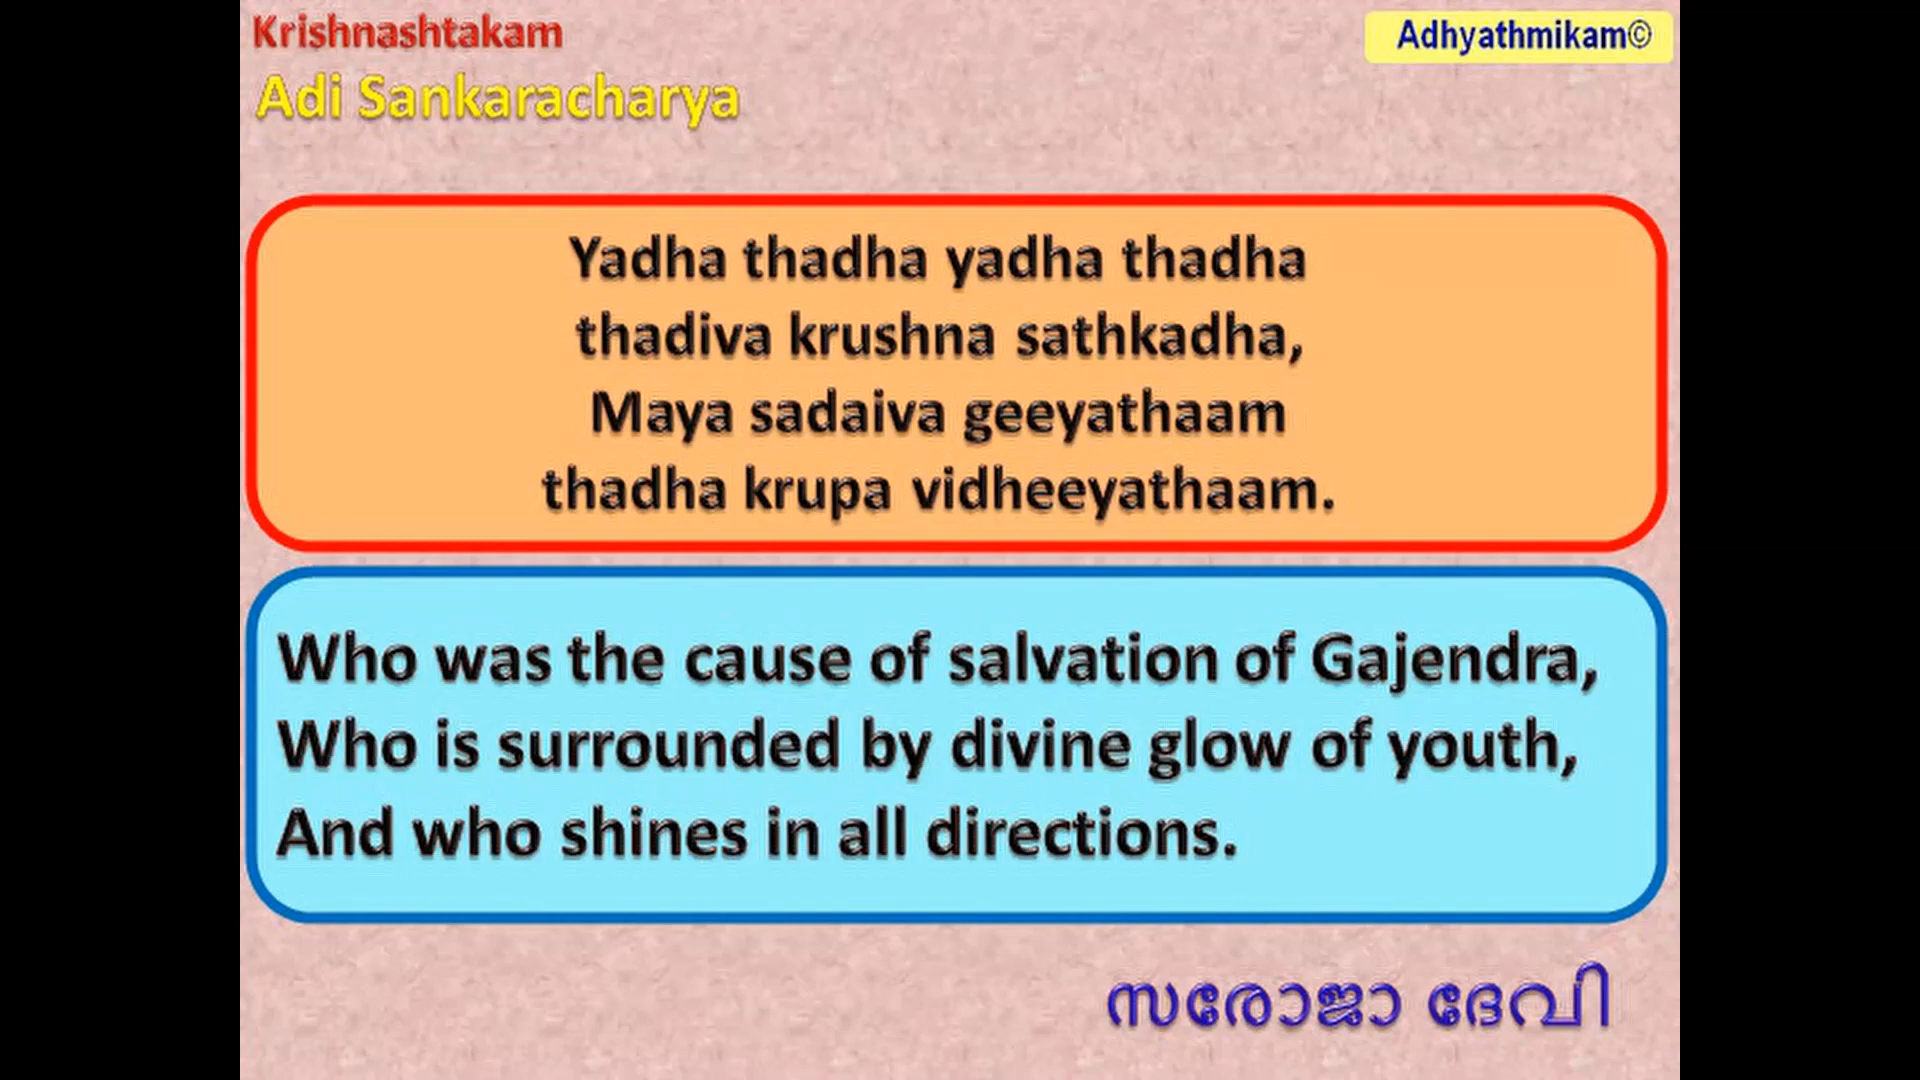 Krishnashtakam
Adhyathmikam©
Adi Sankaracharya
Yadha thadha yadha thadha
thadiva krushna sathkadha,
Maya sadaiva geeyathaam
thadha krupa vidheeyathaam.
Who was the cause of salvation of Gajendra,
Who is surrounded by divine glow of youth,
And who shines in all directions.
സരോജാ ദേവി